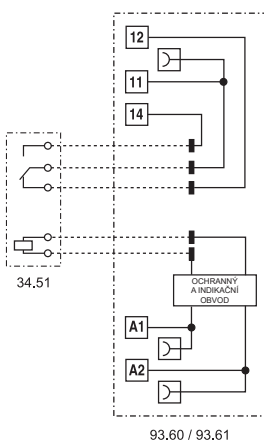 12
11
14
34.51
OCHRANNÝ
A INDIKAČNÍ
OBVOD
A1
A2
93.60 / 93.61